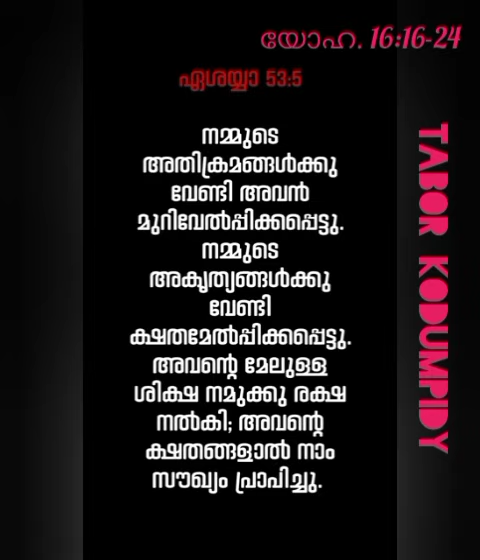 യോഹ. 16:16-24
ഏശയ്യാ 53:5
നമ്മുടെ
അതിക്രമങ്ങൾക്കു
വേണ്ടി അവൻ
മുറിവേൽപ്പിക്കപ്പെട്ടു.
നമ്മുടെ
അകൃത്യങ്ങൾക്കു
വേണ്ടി
ക്ഷതമേൽപ്പിക്കപ്പെട്ടു.
അവന്റെ മേലുള്ള
ശിക്ഷ നമുക്കു രക്ഷ
നൽകി; അവന്റെ
ക്ഷതങ്ങളാൽ നാം
സൗഖ്യം പ്രാപിച്ചു.
TABOR KODUMPIDY